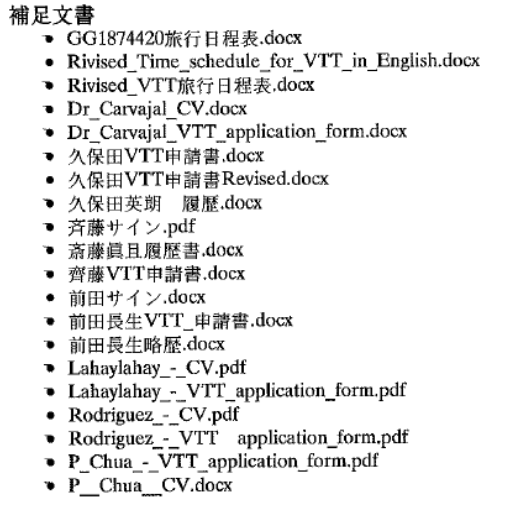 補足文書
GG1874420旅行日程表.docx
Rivised_Time_schedule_for_VTT_in_English.docx
Rivised_VTT旅行日程表.docx
Dr_Carvajal_CV.docx
Dr_Carvajal_VTT_application_form.docx
久保田VTT申請書.docx
久保田VTT申請書Revised.docx
久保田英朗　履歴.docx
斉藤サイン.pdf
斎藤眞且履歴書.docx
齊藤VTT申請書.docx
前田サイン.docx
前田長生VTT_申請書.docx
前田長生略歴.docx
Lahaylahay_-_CV.pdf
Lahaylahay_-_VTT_application_form.pdf
Rodriguez_-_CV.pdf
Rodriguez_-_VTT　application_form.pdf
P_Chua_-_VTT_application_form.pdf
P__Chua__CV.docx